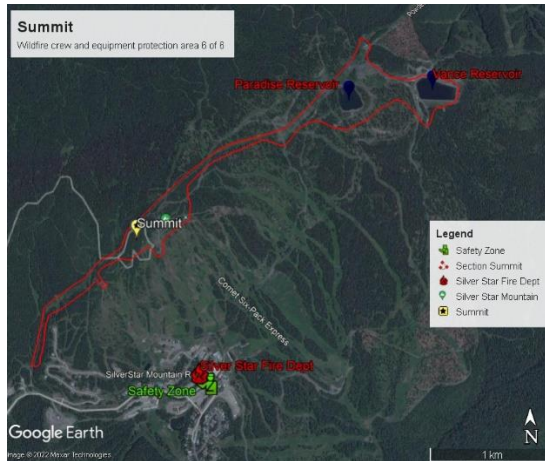 Summit
Wildfire crew and equipment protection area 6 of 6
Paradise Reservoir
Vance Reservoir
Summit
Legend
Safety Zone
Section Summit
Silver Star Fire Dept
Silver Star Mountain
Summit
Comet Six-Pack Express
SilverStar Mountain R
Silver Star Fire Dept
Safety Zone
Google Earth
Image © 2022 Maxar Technologies
1 km
N